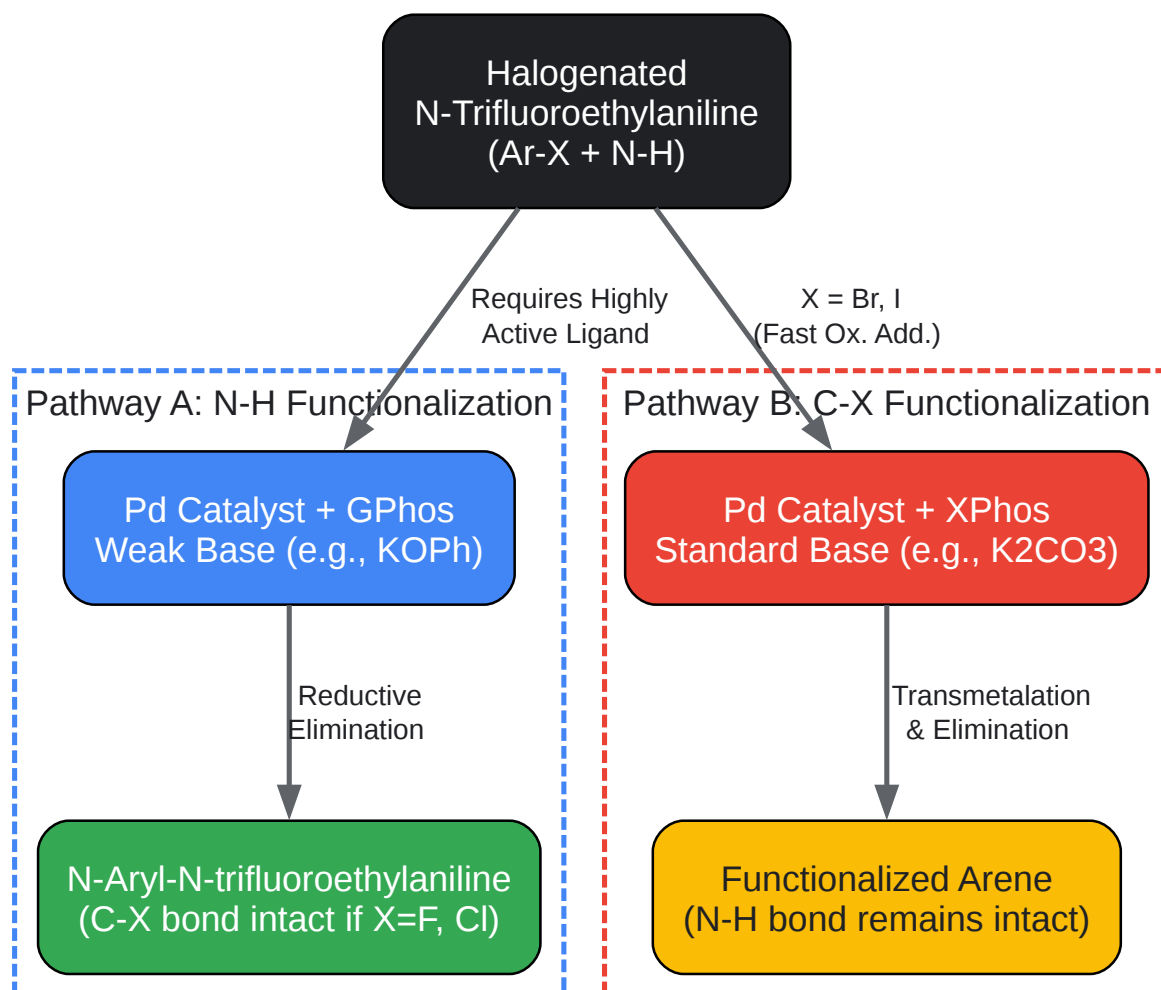 Halogenated
N-Trifluoroethylaniline
(Ar-X + N-H)
Requires Highly
Active Ligand
X = Br, I
(Fast Ox. Add.)
Pathway A: N-H Functionalization
Pathway B: C-X Functionalization
Pd Catalyst + GPhos
Weak Base (e.g., KOPh)
Pd Catalyst + XPhos
Standard Base (e.g., K2CO3)
Reductive
Elimination
Transmetalation
& Elimination
N-Aryl-N-trifluoroethylaniline
(C-X bond intact if X=F, Cl)
Functionalized Arene
(N-H bond remains intact)